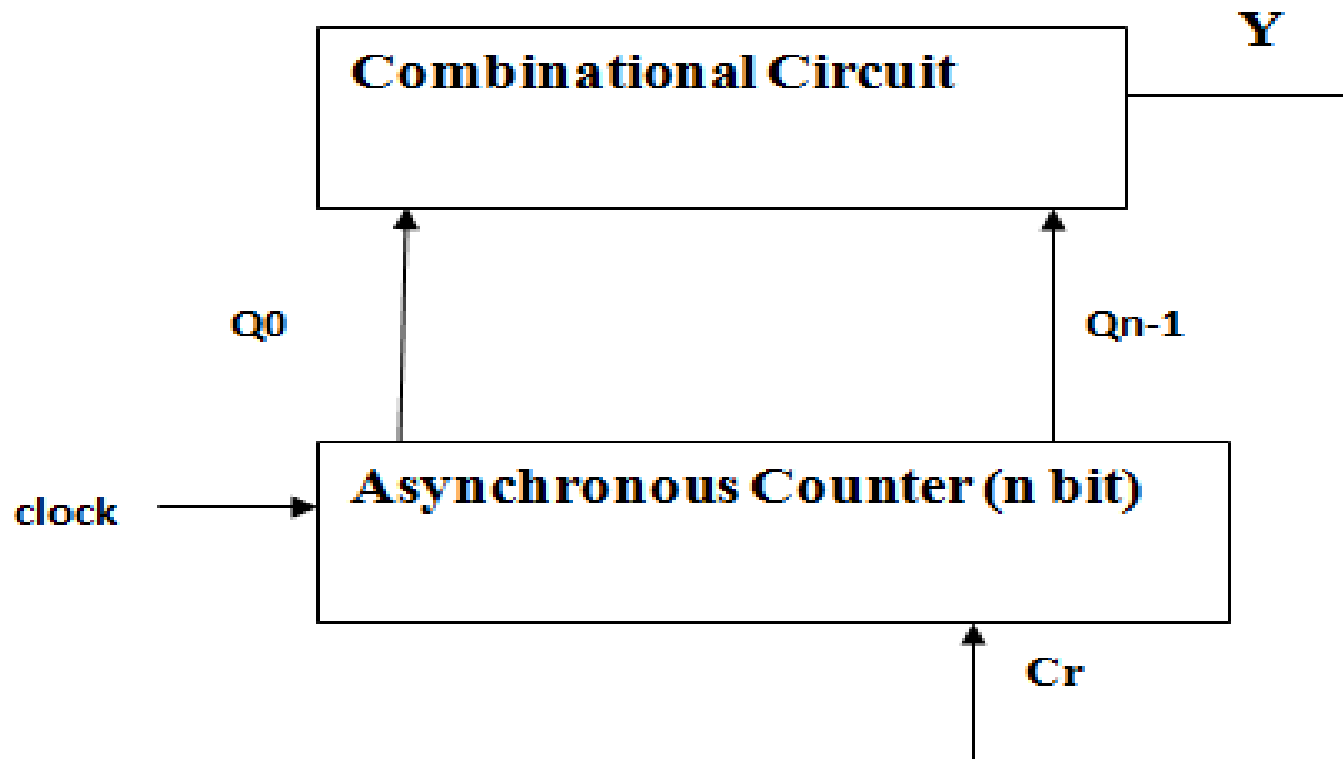 Y
Combinational Circuit
Q0
Qn-1
Asynchronous Counter (n bit)
clock
Cr